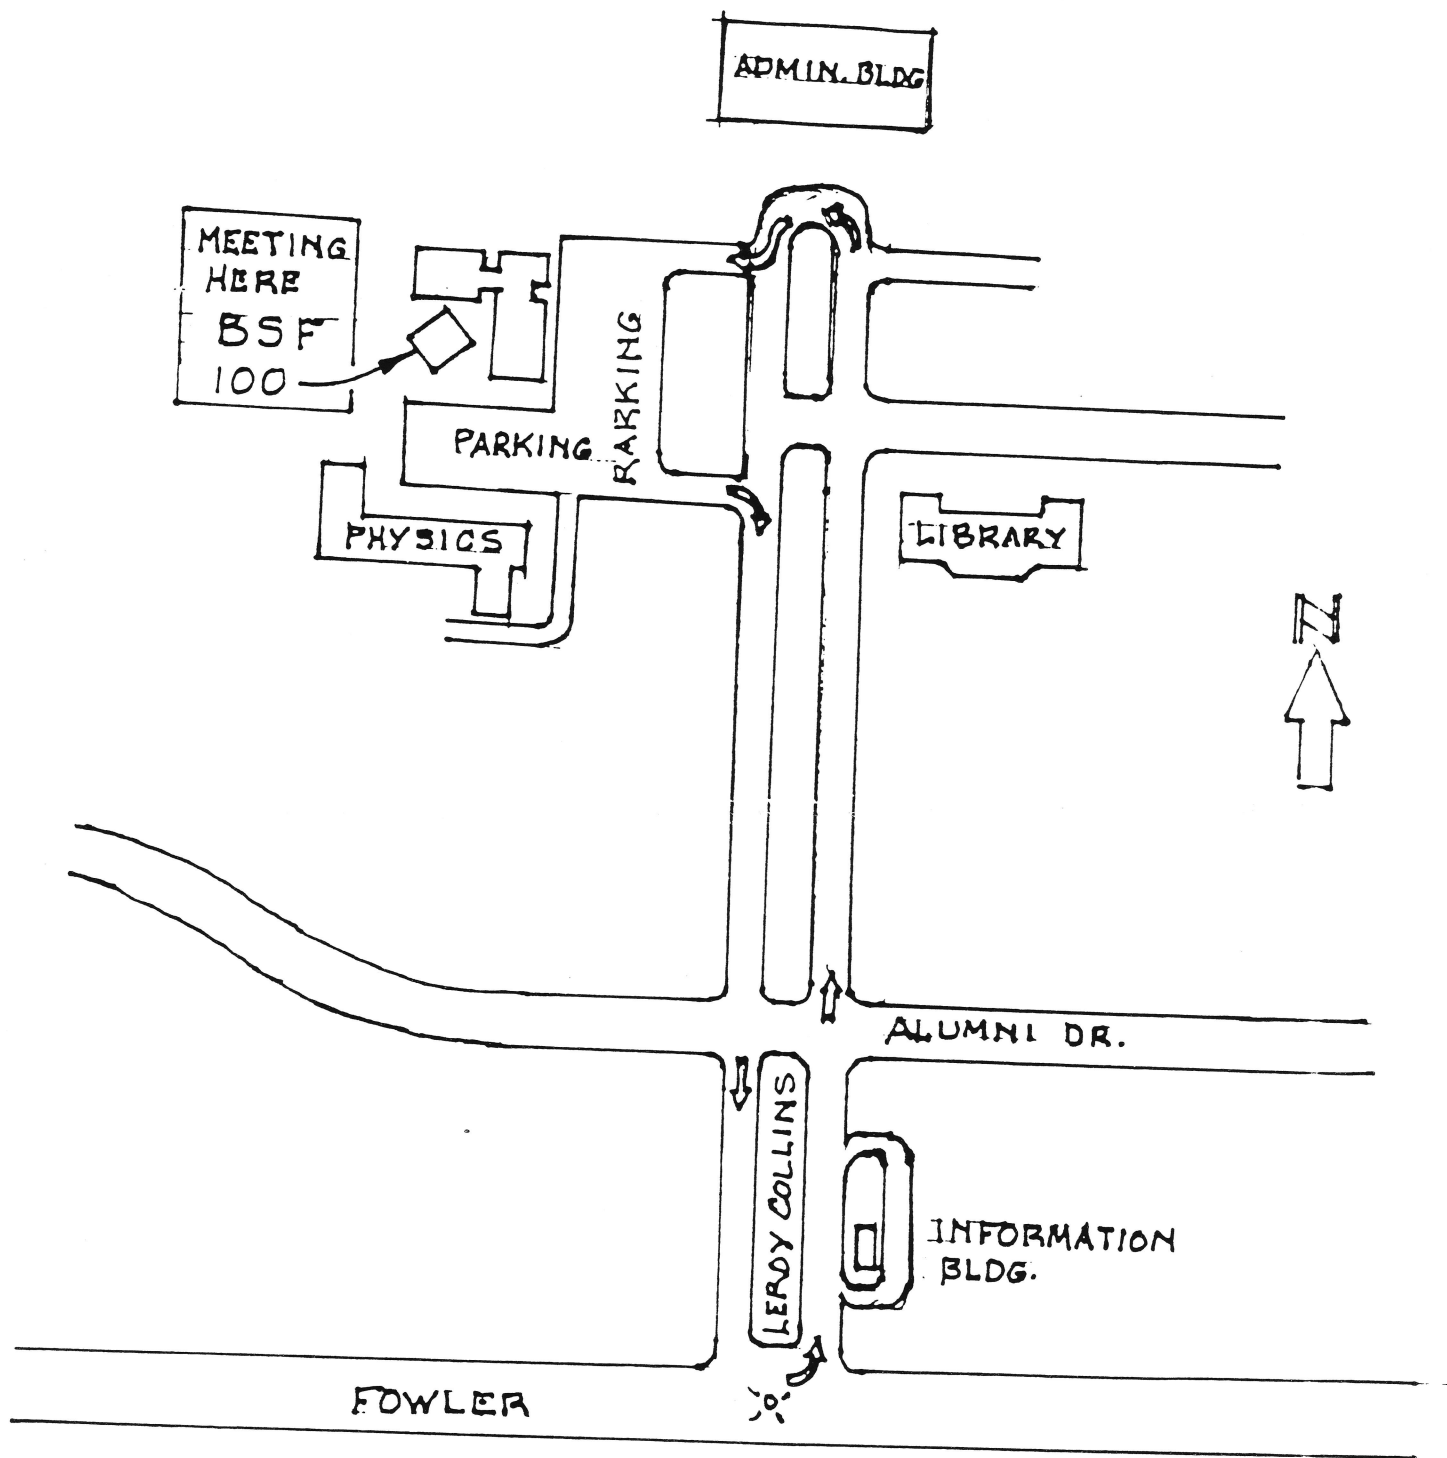 ADMIN. BLDG
MEETING
HERE
BSF
100
PARKING
PARKING
PHYSICS
LIBRARY
N
ALUMNI DR.
LEROY COLLINS
INFORMATION
BLDG.
FOWLER